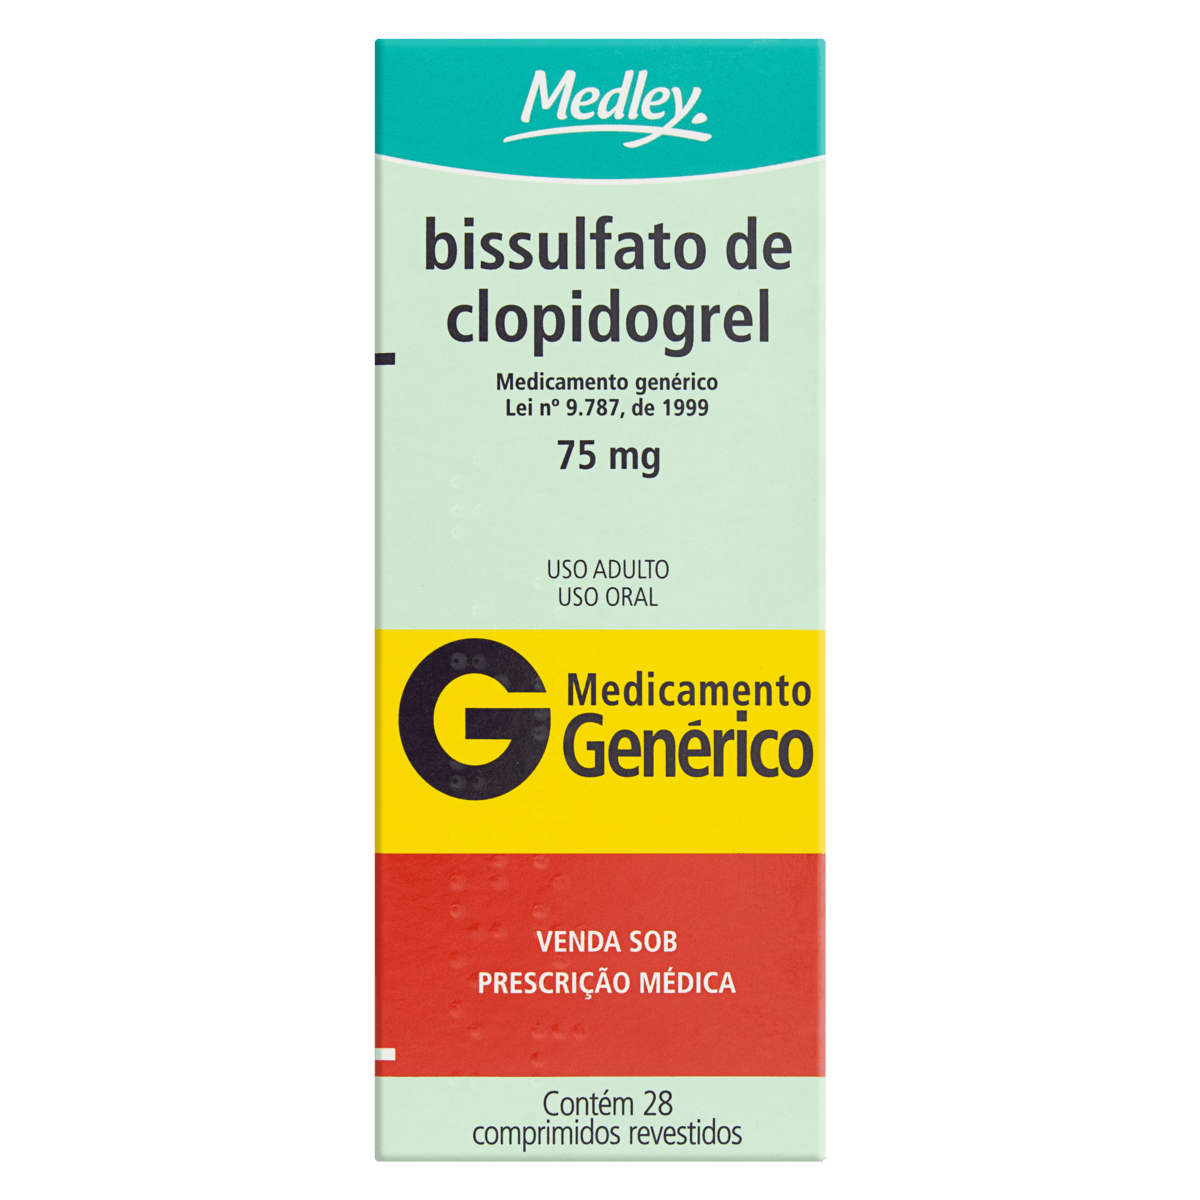 Medley.
bissulfato de
clopidogrel
Medicamento genérico
Lei nº 9.787, de 1999
75 mg
USO ADULTO
USO ORAL
G Medicamento
Genérico
VENDA SOB
PRESCRIÇÃO MÉDICA
Contém 28
comprimidos revestidos